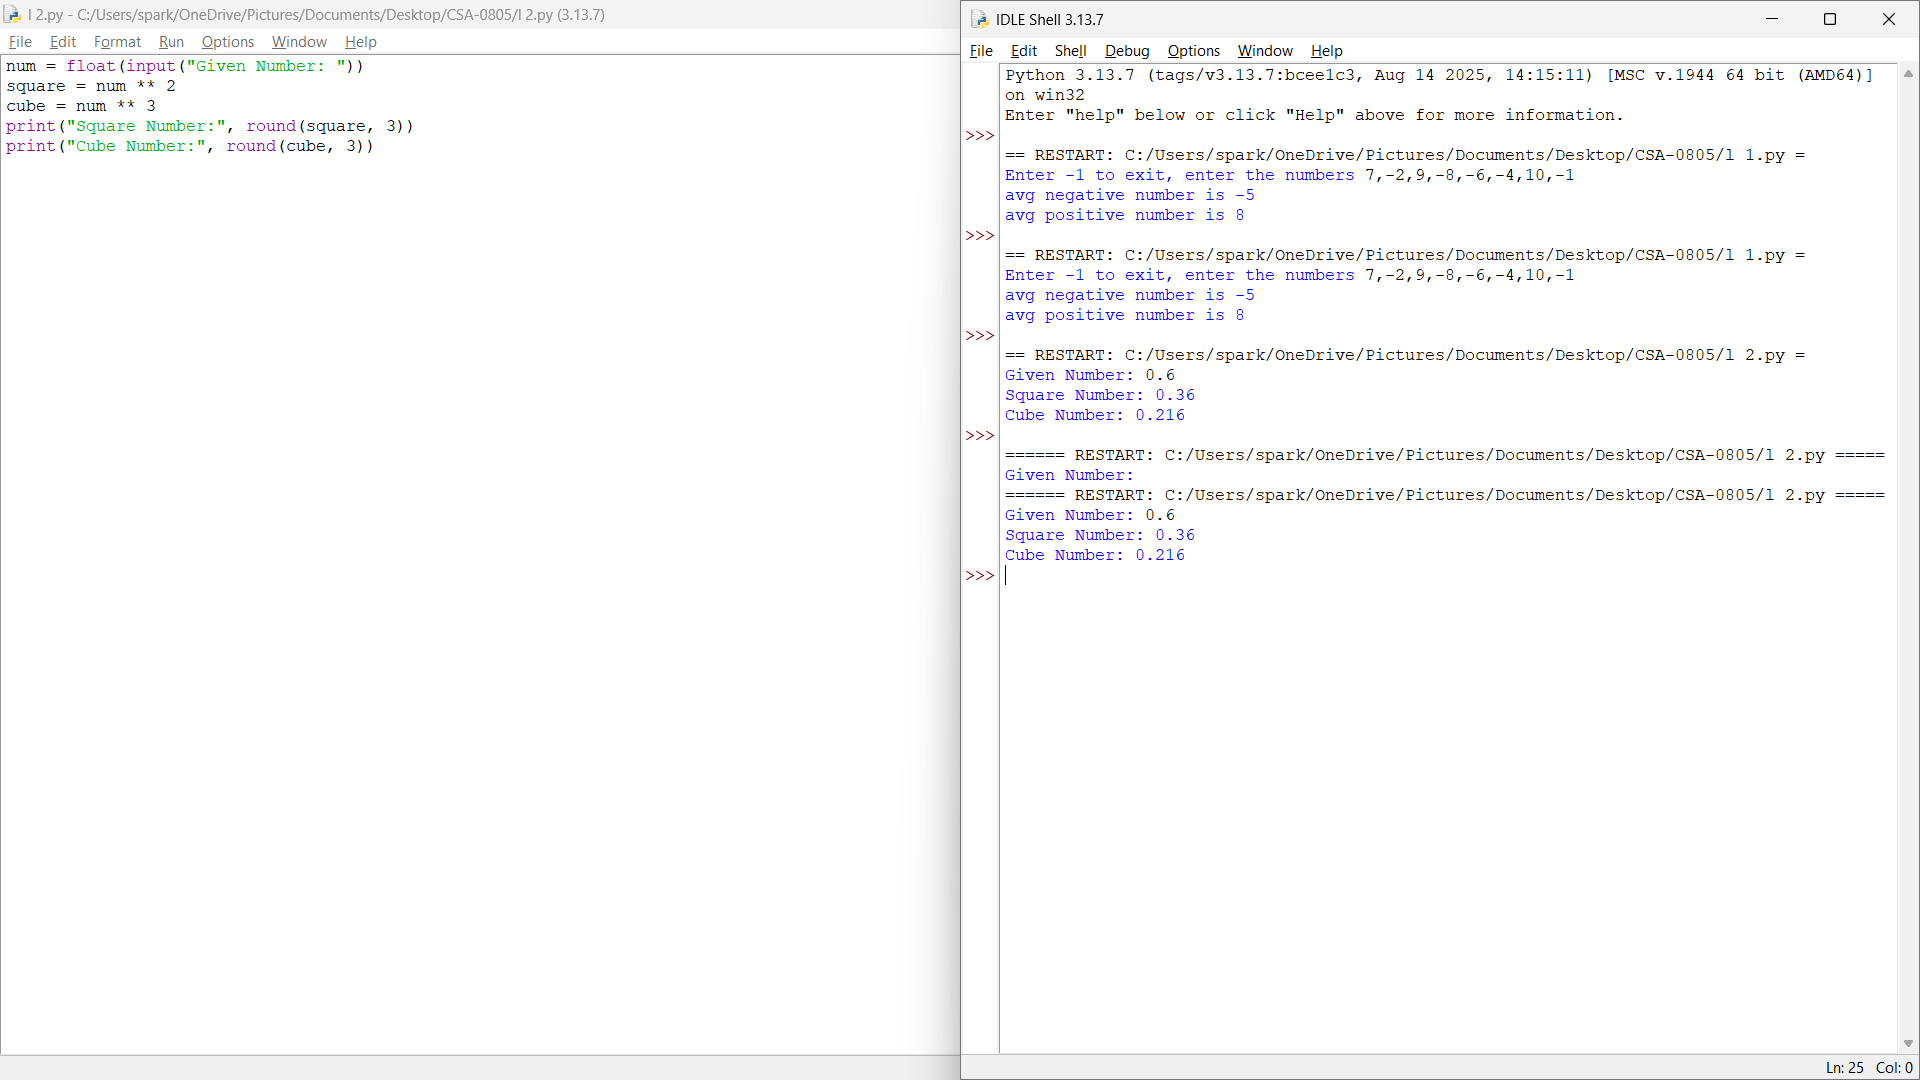 l 2.py - C:/Users/spark/OneDrive/Pictures/Documents/Desktop/CSA-0805/l 2.py (3.13.7)
File Edit Format Run Options Window Help
num = float(input("Given Number: "))
square = num ** 2
cube = num ** 3
print("Square Number:", round(square, 3))
print("Cube Number:", round(cube, 3))
IDLE Shell 3.13.7
File Edit Shell Debug Options Window Help
Python 3.13.7 (tags/v3.13.7:bcee1c3, Aug 14 2025, 14:15:11) [MSC v.1944 64 bit (AMD64)]
on win32
Enter "help" below or click "Help" above for more information.
>>>
== RESTART: C:/Users/spark/OneDrive/Pictures/Documents/Desktop/CSA-0805/l 1.py =
Enter -1 to exit, enter the numbers 7,-2,9,-8,-6,-4,10,-1
avg negative number is -5
avg positive number is 8
>>>
== RESTART: C:/Users/spark/OneDrive/Pictures/Documents/Desktop/CSA-0805/l 1.py =
Enter -1 to exit, enter the numbers 7,-2,9,-8,-6,-4,10,-1
avg negative number is -5
avg positive number is 8
>>>
== RESTART: C:/Users/spark/OneDrive/Pictures/Documents/Desktop/CSA-0805/l 2.py =
Given Number: 0.6
Square Number: 0.36
Cube Number: 0.216
>>>
====== RESTART: C:/Users/spark/OneDrive/Pictures/Documents/Desktop/CSA-0805/l 2.py =====
Given Number:
====== RESTART: C:/Users/spark/OneDrive/Pictures/Documents/Desktop/CSA-0805/l 2.py =====
Given Number: 0.6
Square Number: 0.36
Cube Number: 0.216
>>>
Ln: 25 Col: 0